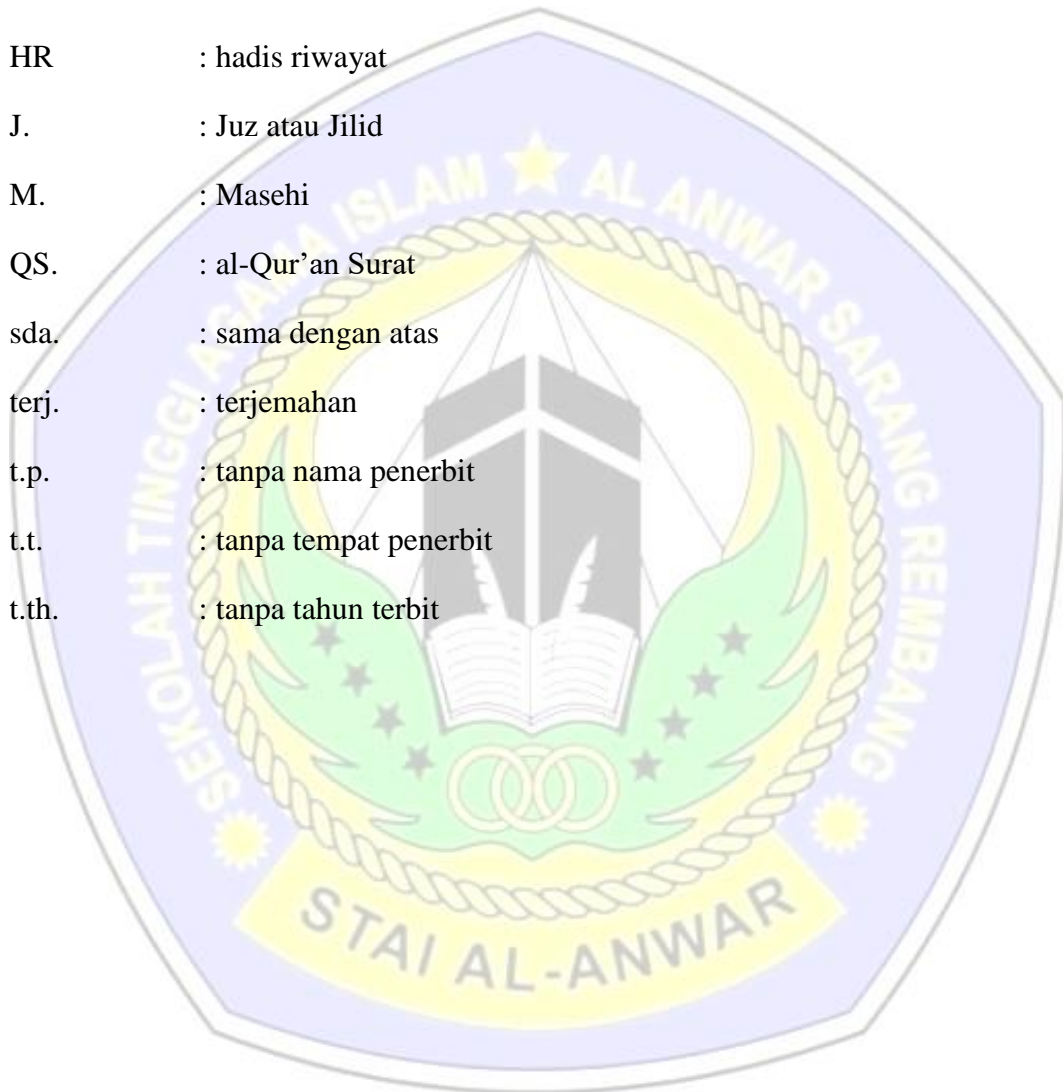 HR : hadis riwayat
J. : Juz atau Jilid
M. : Masehi
QS. : al-Qur’an Surat
sda. : sama dengan atas
terj. : terjemahan
t.p. : tanpa nama penerbit
t.t. : tanpa tempat penerbit
t.th. : tanpa tahun terbit
SEKOLAH TINGGI AGAMA ISLAM AL ANWAR SARANG REMBANG
STAI AL-ANWAR